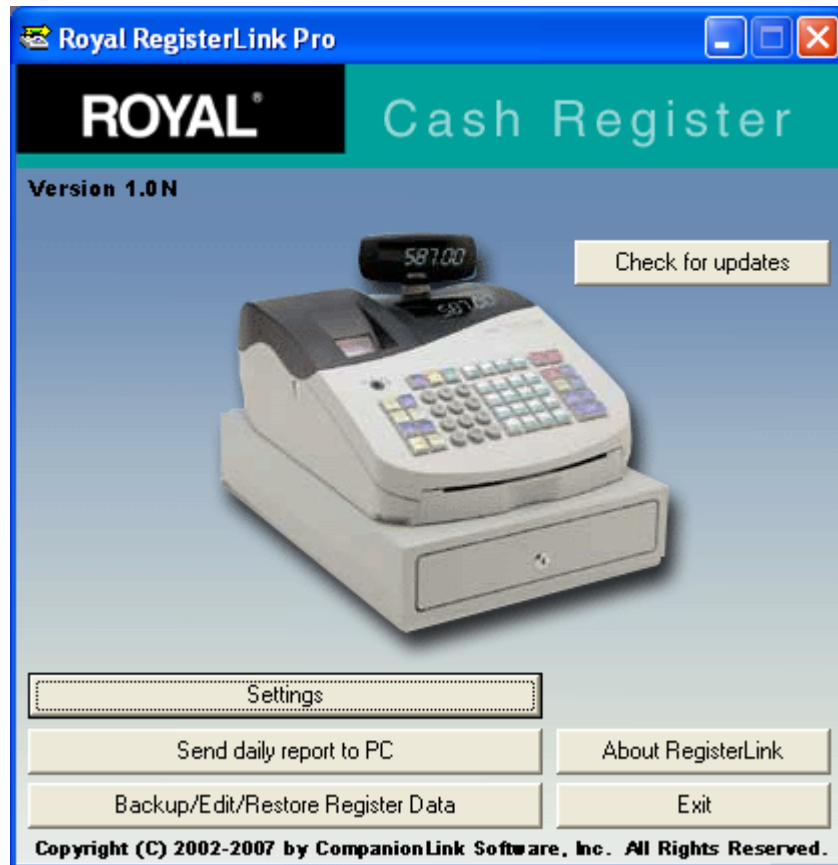 Royal RegisterLink Pro
ROYAL® Cash Register
Version 1.0N
587.00
Check for updates
587.00
Settings
Send daily report to PC
About RegisterLink
Backup/Edit/Restore Register Data
Exit
Copyright (C) 2002-2007 by CompanionLink Software, Inc. All Rights Reserved.